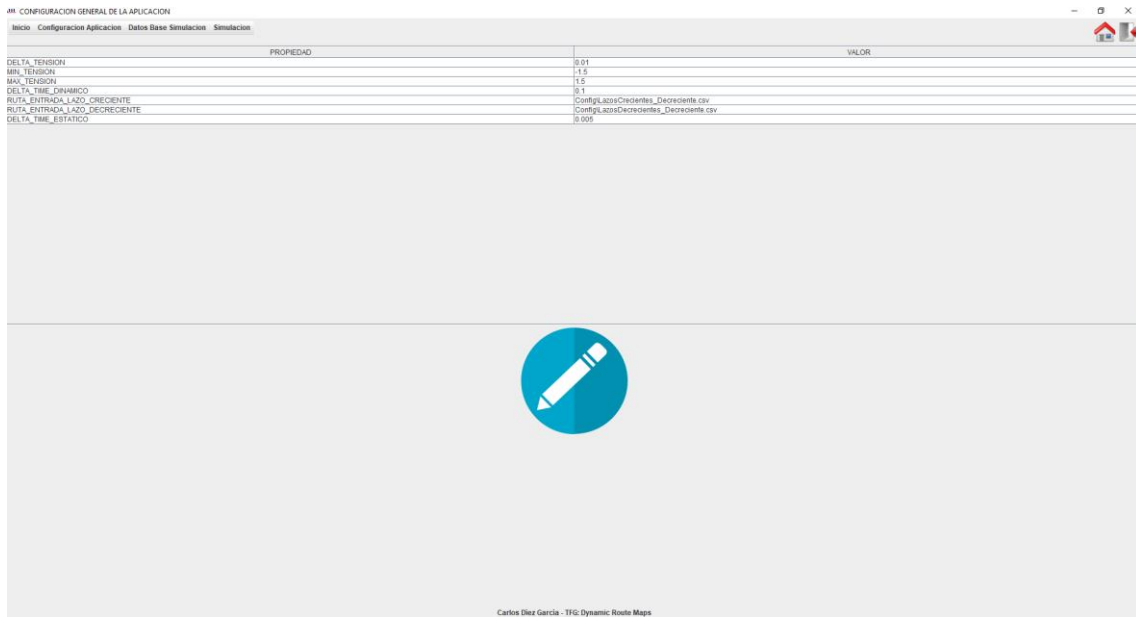 CONFIGURACION GENERAL DE LA APLICACION
Inicio Configuracion Aplicacion Datos Base Simulacion Simulacion
PROPIEDAD VALOR
DELTA_TENSION 0.01
MIN_TENSION -1.5
MAX_TENSION 1.5
DELTA_TIME_DINAMICO 0.1
RUTA_ENTRADA_LAZO_CRECIENTE Config\LazosCrecientes_Decreciente.csv
RUTA_ENTRADA_LAZO_DECRECIENTE Config\LazosDecrecientes_Decreciente.csv
DELTA_TIME_ESTATICO 0.005
Carlos Diez Garcia - TFG: Dynamic Route Maps